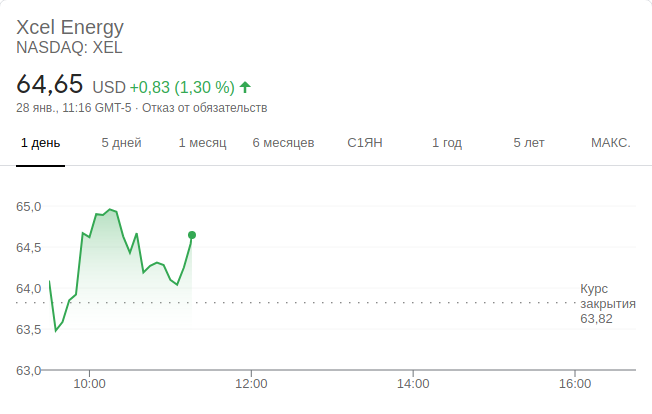 Xcel Energy
NASDAQ: XEL
64,65 USD +0,83 (1,30 %)
28 янв., 11:16 GMT-5 · Отказ от обязательств
1 день 5 дней 1 месяц 6 месяцев С1ЯН 1 год 5 лет МАКС.
65,0
64,5
64,0
63,5
63,0
Курс
закрытия
63,82
10:00 12:00 14:00 16:00